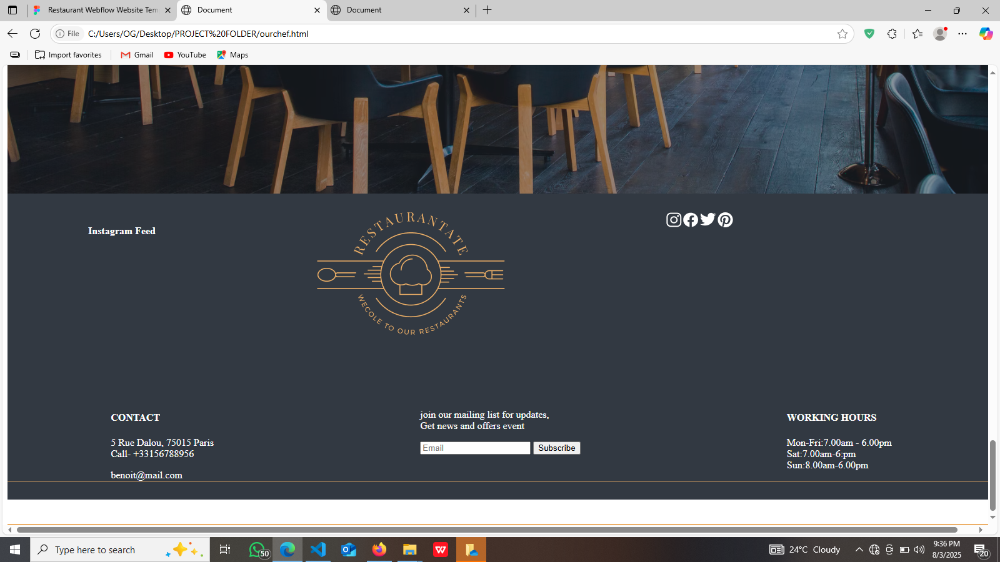 Restaurant Webflow Website Tem
Document
Document
File
C:/Users/OG/Desktop/PROJECT%20FOLDER/ourchef.html
Import favorites
Gmail
YouTube
Maps
RESTAURANTATE
WECOLE TO OUR RESTAURANTS
Instagram Feed
CONTACT
5 Rue Dalou, 75015 Paris
Call- +33156788956
benoit@mail.com
join our mailing list for updates,
Get news and offers event
Email
Subscribe
WORKING HOURS
Mon-Fri:7.00am - 6.00pm
Sat:7.00am-6:pm
Sun:8.00am-6.00pm
Type here to search
50
24°C Cloudy
9:36 PM
8/3/2025
20